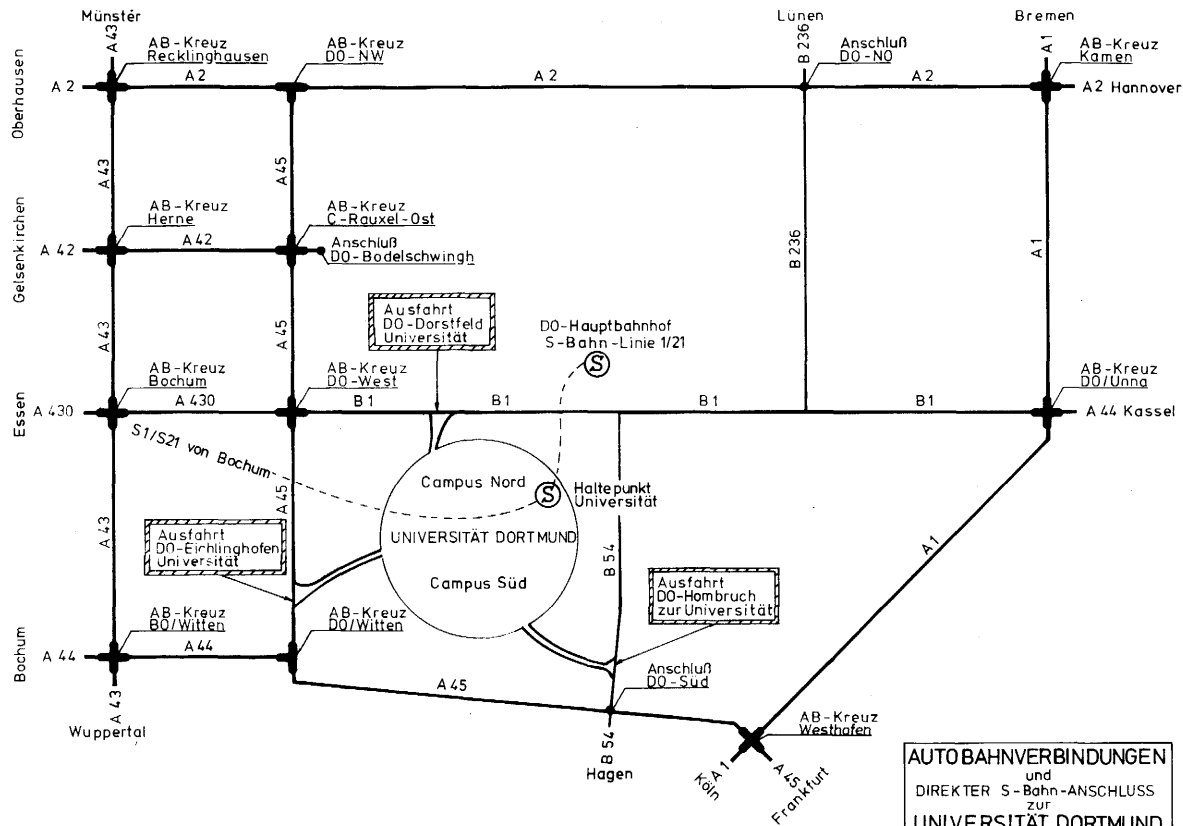 Münster
Lünen
Bremen
A 43
AB-Kreuz
Recklinghausen
AB-Kreuz
DO-NW
B 236
Anschluß
DO-NO
A 1
AB-Kreuz
Kamen
Oberhausen
A 2
A 2
A 2
A 2
A 2 Hannover
A 43
A 45
Gelsenkirchen
AB-Kreuz
Herne
AB-Kreuz
C-Rauxel-Ost
A 42
A 42
Anschluß
DO-Bodelschwingh
B 236
A 1
A 43
A 45
Ausfahrt
DO-Dorstfeld
Universität
DO-Hauptbahnhof
S-Bahn-Linie 1/21
S
AB-Kreuz
Bochum
AB-Kreuz
DO-West
AB-Kreuz
DO/Unna
Essen
A 430
A 430
B 1
B 1
B 1
B 1
A 44 Kassel
S1/S21 von Bochum
A 45
Campus Nord
S
Haltepunkt
Universität
A 43
Ausfahrt
DO-Eichlinghofen
Universität
UNIVERSITÄT DORTMUND
Campus Süd
B 54
A 1
Ausfahrt
DO-Hombruch
zur Universität
AB-Kreuz
BO/Witten
AB-Kreuz
DO/Witten
Bochum
A 44
A 44
A 43
Wuppertal
A 45
Anschluß
DO-Süd
B 54
Hagen
AB-Kreuz
Westhofen
A 1
Köln
A 45
Frankfurt
AUTOBAHNVERBINDUNGEN
und
DIREKTER S-Bahn-ANSCHLUSS
zur
UNIVERSITÄT DORTMUND